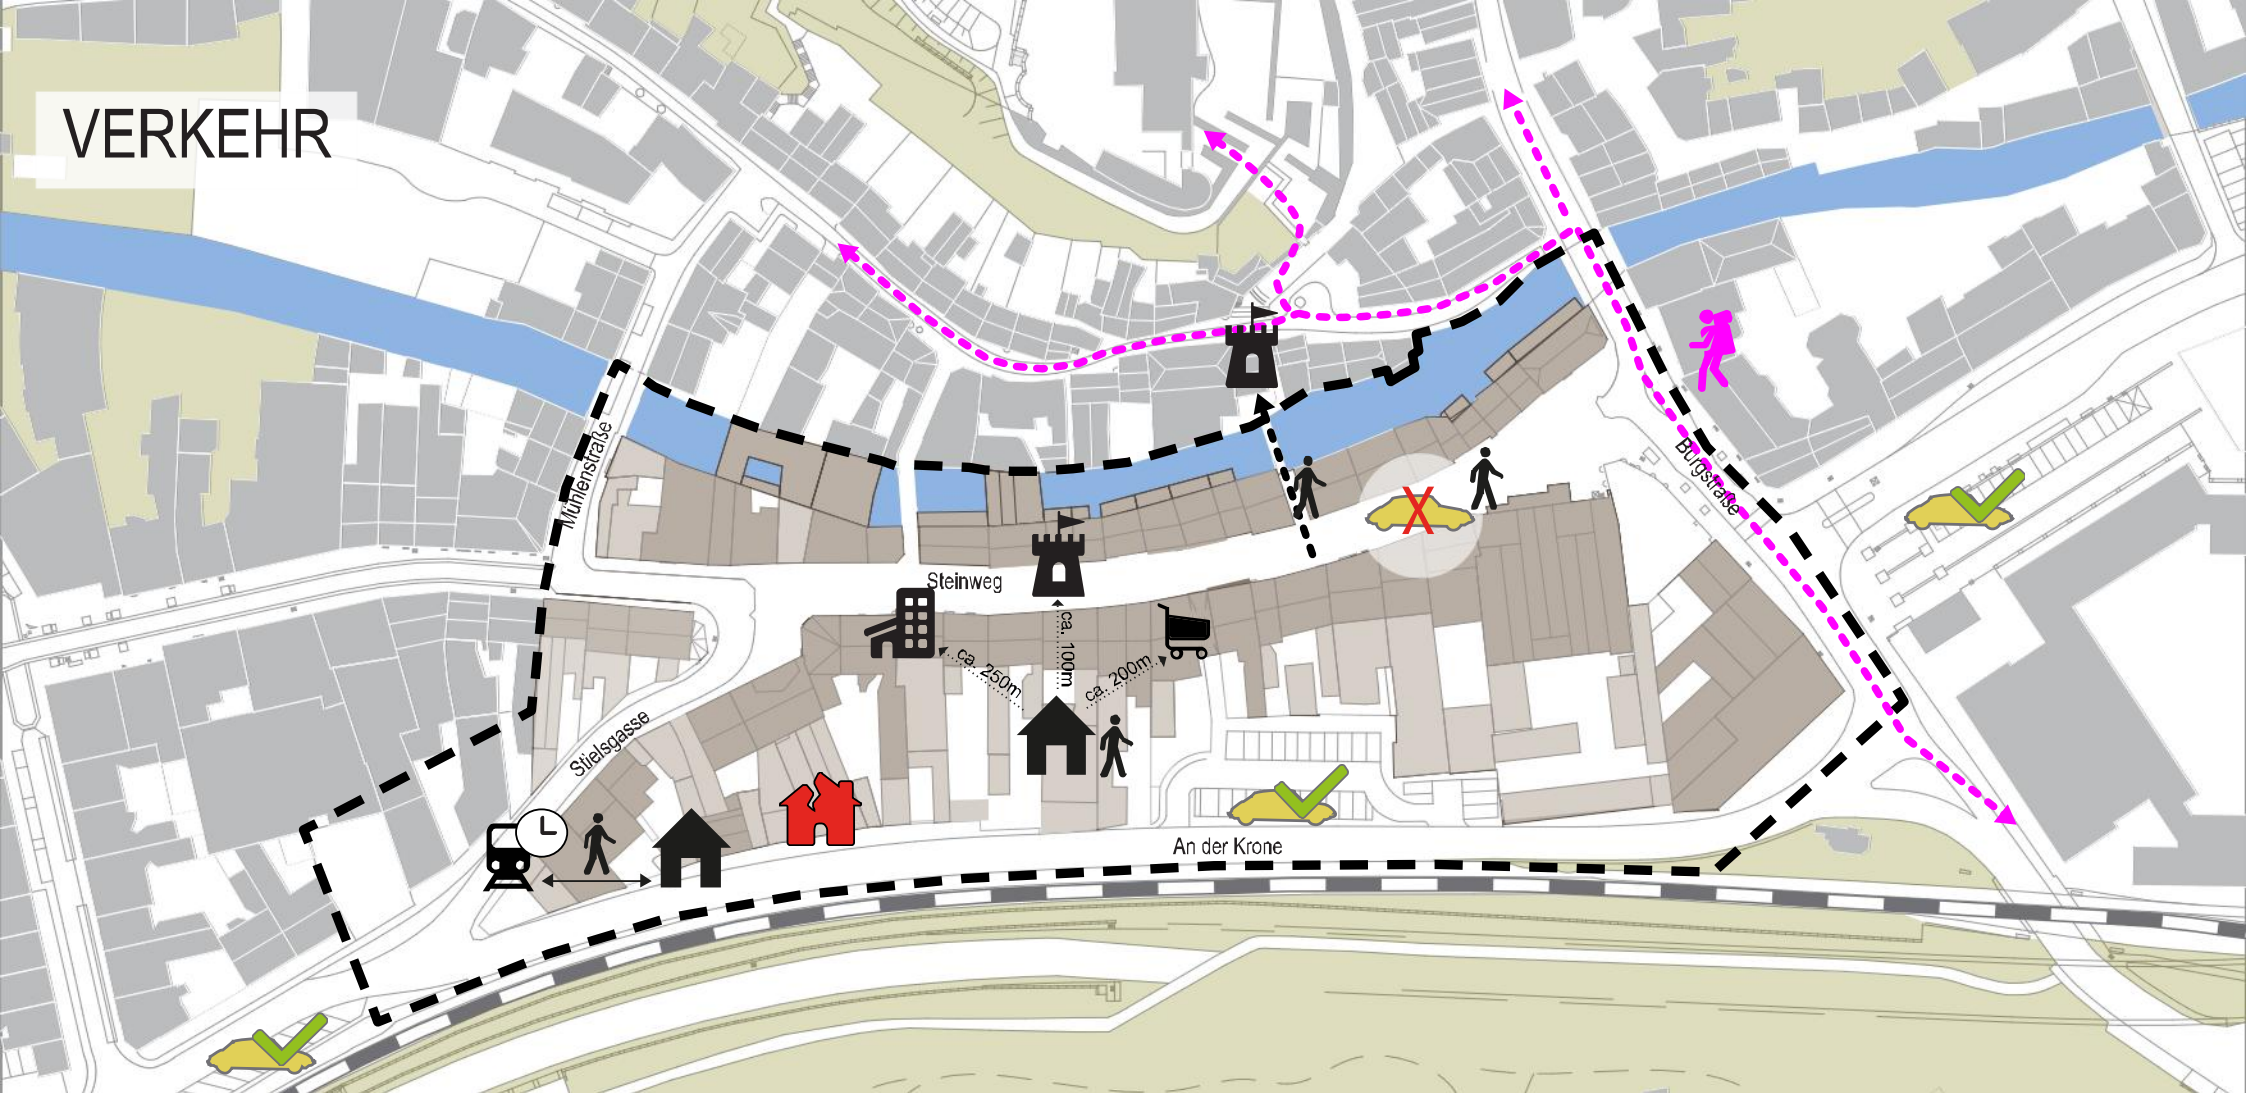 VERKEHR
Mühlenstraße
Burgstraße
Steinweg
ca. 250m
ca. 100m
ca. 200m
Stielsgasse
An der Krone